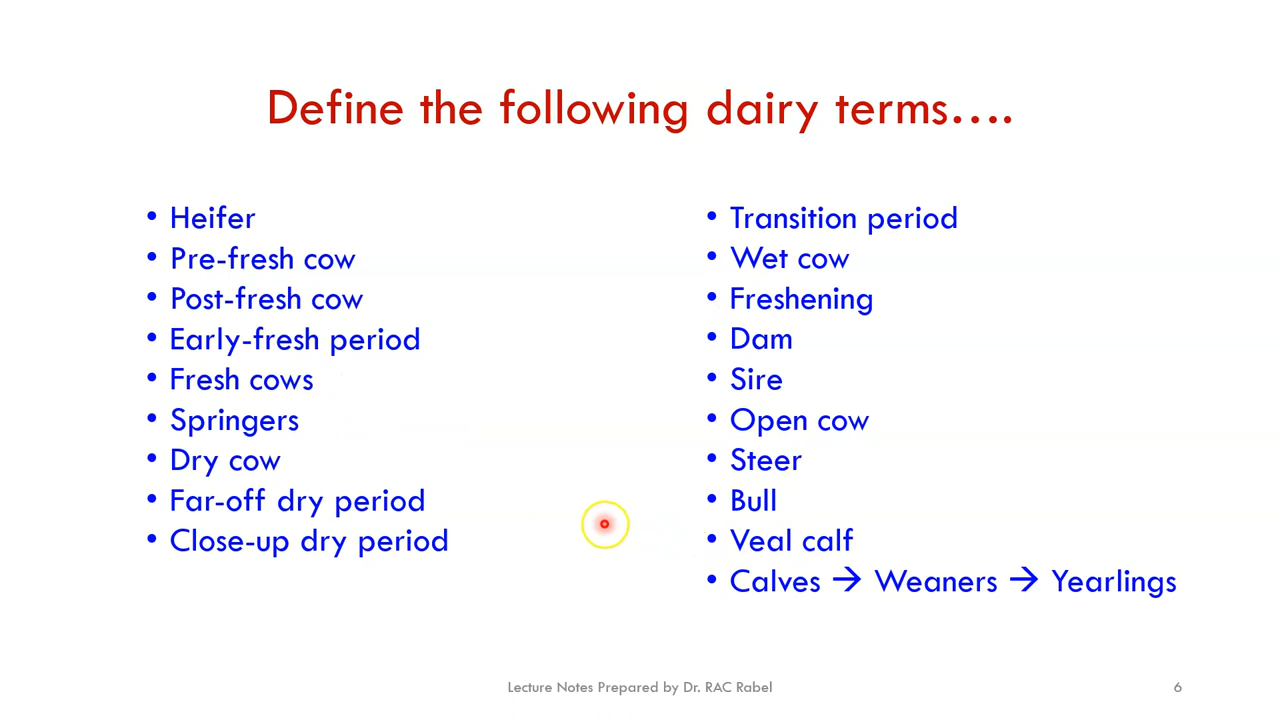 Define the following dairy terms….
• Heifer
• Pre-fresh cow
• Post-fresh cow
• Early-fresh period
• Fresh cows
• Springers
• Dry cow
• Far-off dry period
• Close-up dry period
• Transition period
• Wet cow
• Freshening
• Dam
• Sire
• Open cow
• Steer
• Bull
• Veal calf
• Calves → Weaners → Yearlings
Lecture Notes Prepared by Dr. RAC Rabel
6